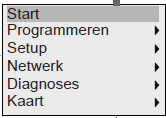 Start
Programmeren
Setup
Netwerk
Diagnoses
Kaart